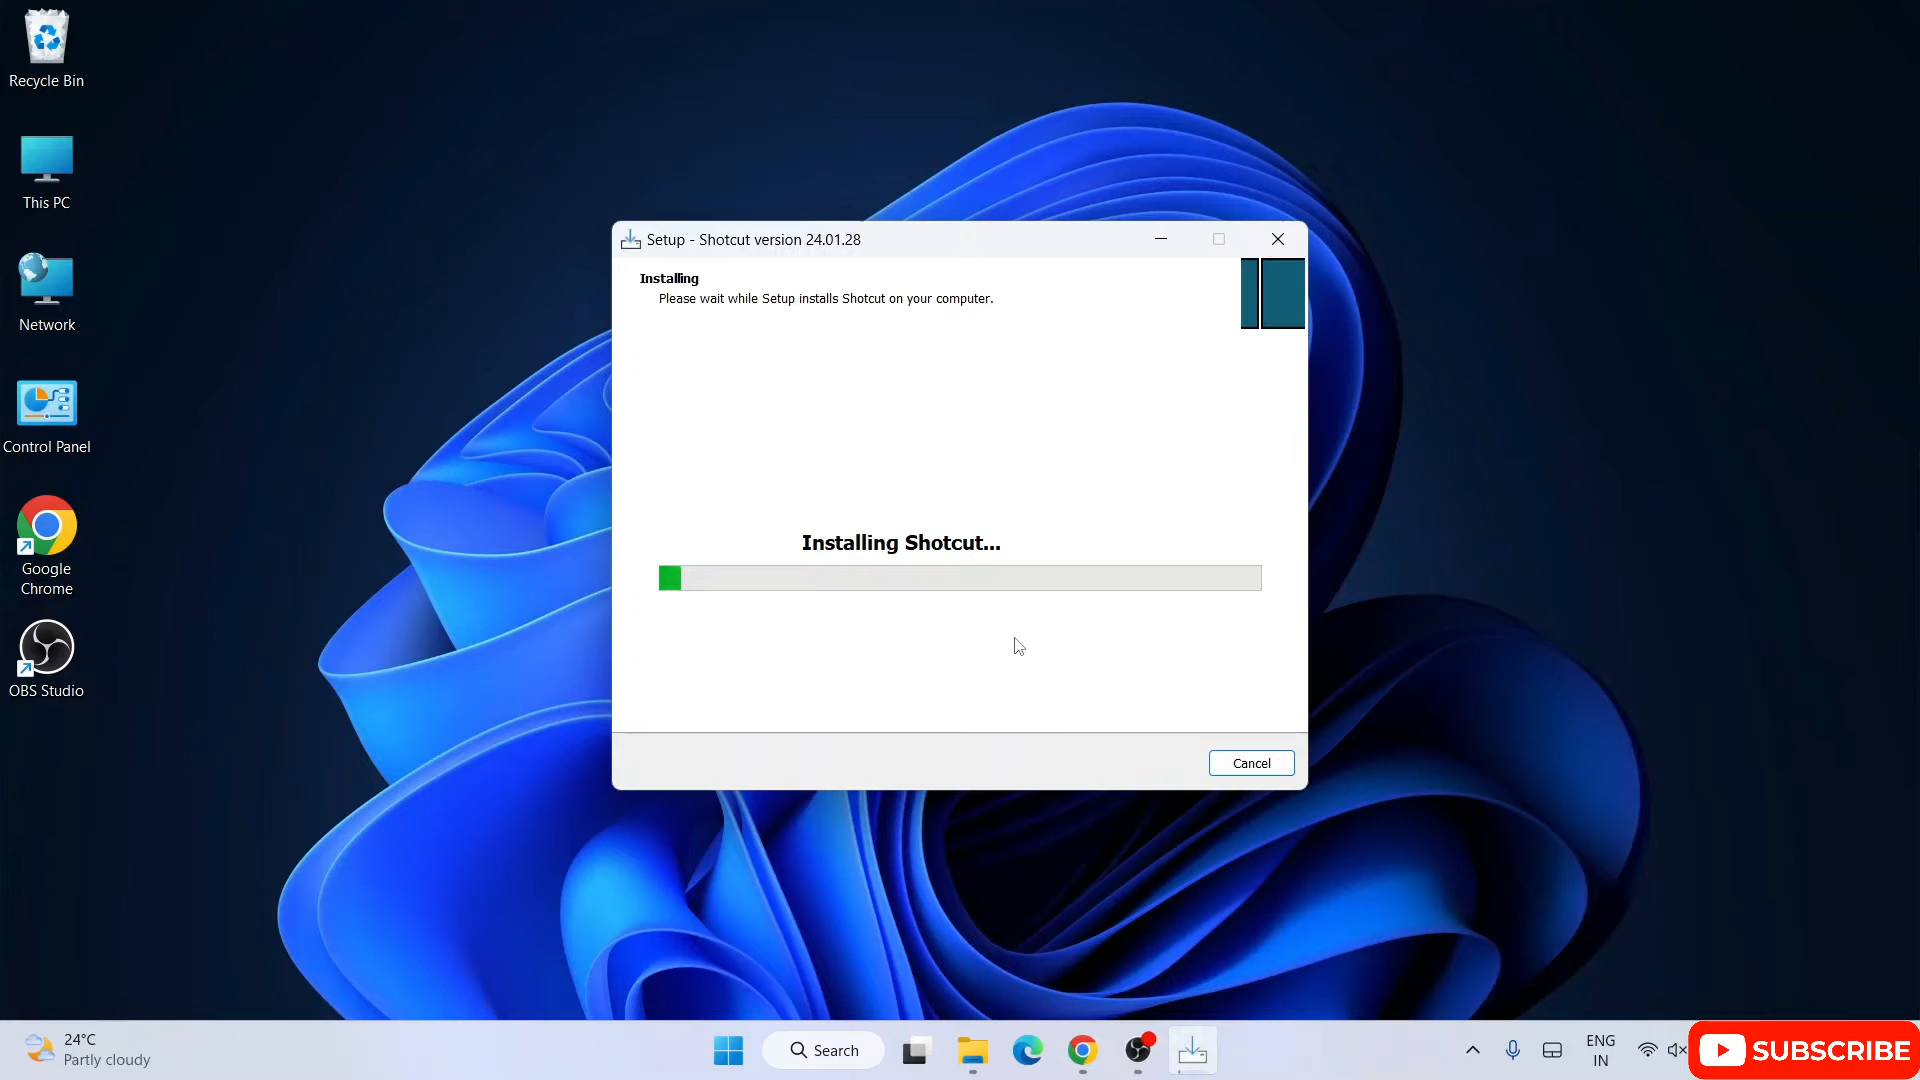 Recycle Bin
This PC
Network
Control Panel
Google
Chrome
OBS Studio
Setup - Shotcut version 24.01.28
Installing
Please wait while Setup installs Shotcut on your computer.
Installing Shotcut...
Cancel
24°C
Partly cloudy
Search
ENG
IN
SUBSCRIBE